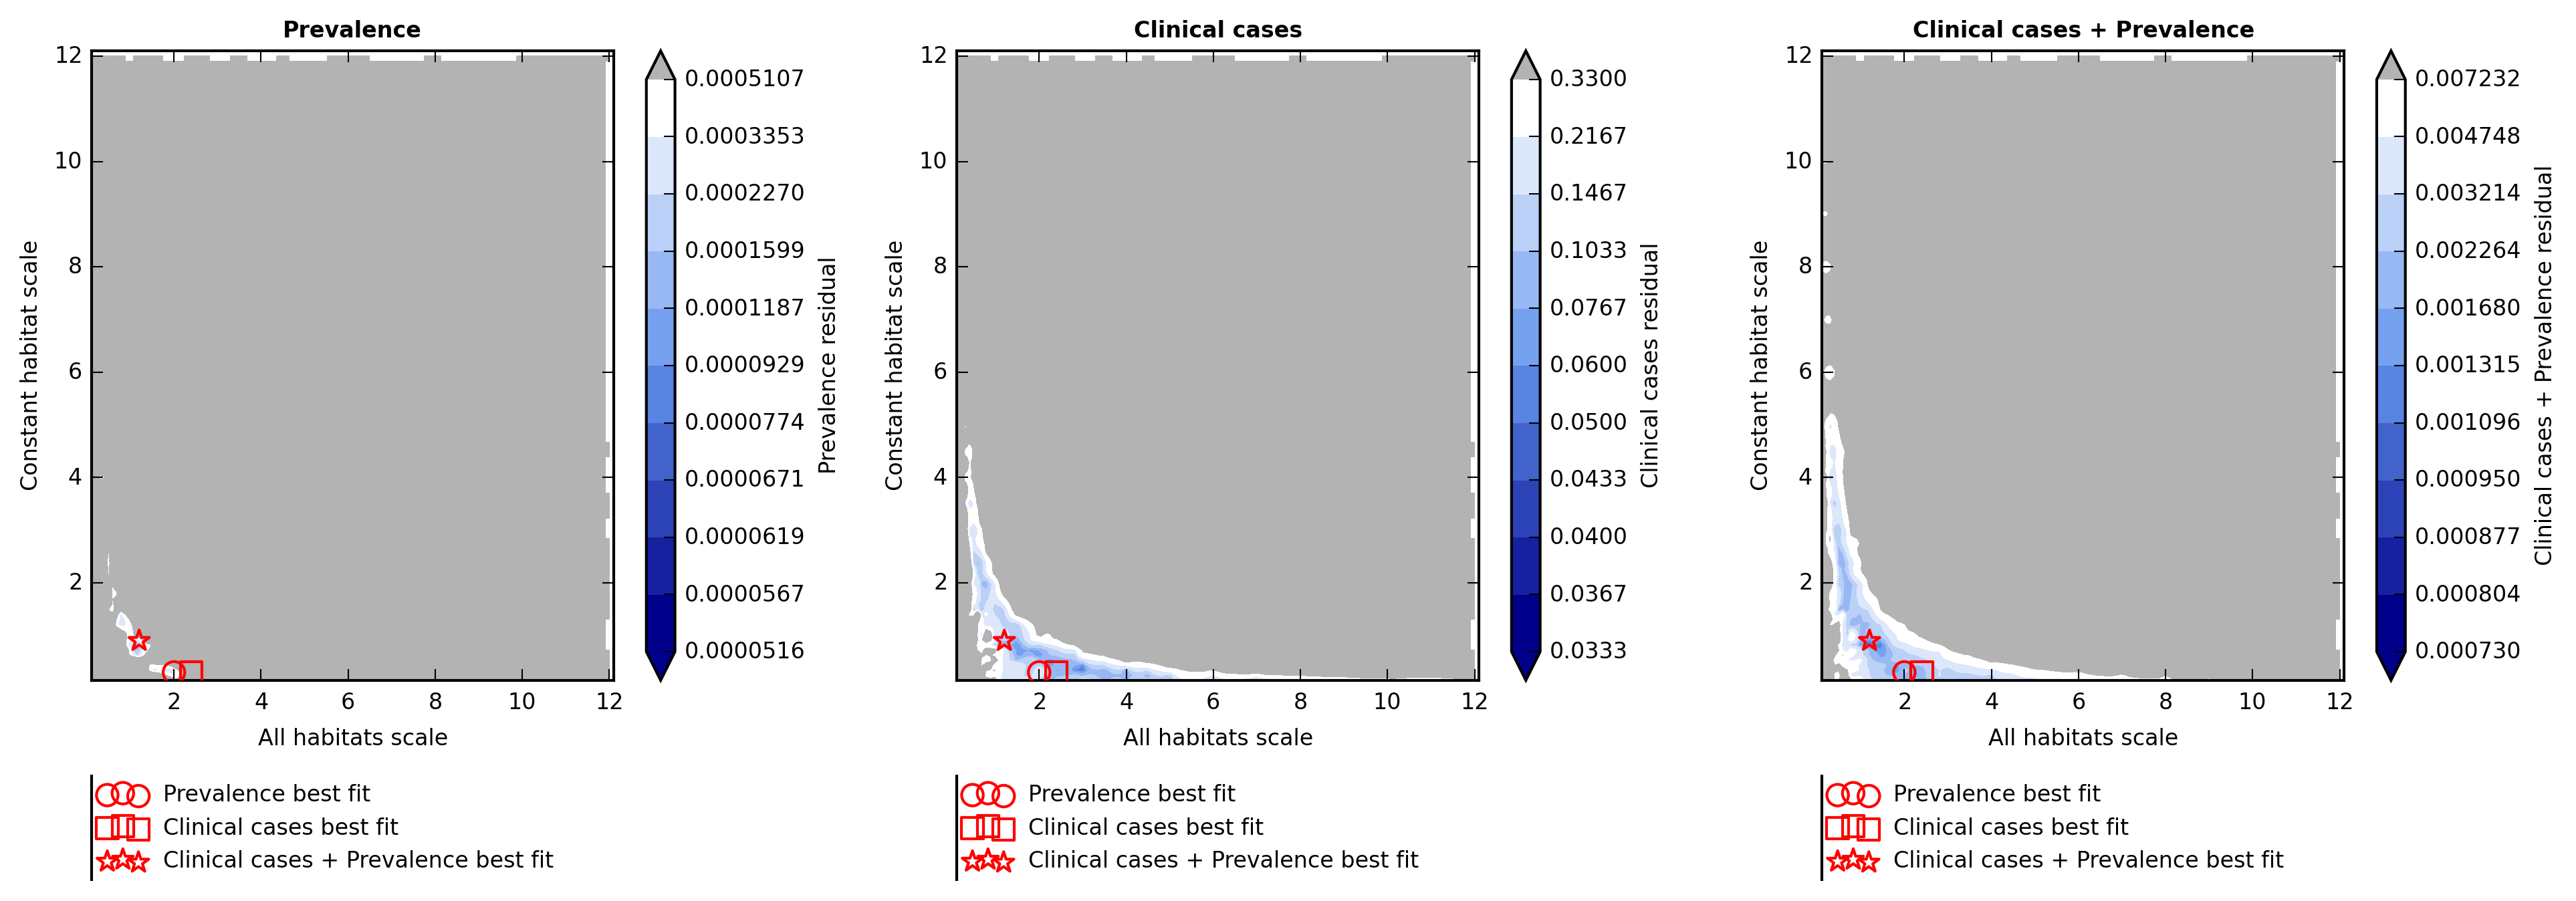 Prevalence
12
10
8
6
4
2
Constant habitat scale
2 4 6 8 10 12
All habitats scale
0.0005107
0.0003353
0.0002270
0.0001599
0.0001187
0.0000929
0.0000774
0.0000671
0.0000619
0.0000567
0.0000516
Prevalence residual
Prevalence best fit
Clinical cases best fit
Clinical cases + Prevalence best fit
Clinical cases
12
10
8
6
4
2
Constant habitat scale
2 4 6 8 10 12
All habitats scale
0.3300
0.2167
0.1467
0.1033
0.0767
0.0600
0.0500
0.0433
0.0400
0.0367
0.0333
Clinical cases residual
Prevalence best fit
Clinical cases best fit
Clinical cases + Prevalence best fit
Clinical cases + Prevalence
12
10
8
6
4
2
Constant habitat scale
2 4 6 8 10 12
All habitats scale
0.007232
0.004748
0.003214
0.002264
0.001680
0.001315
0.001096
0.000950
0.000877
0.000804
0.000730
Clinical cases + Prevalence residual
Prevalence best fit
Clinical cases best fit
Clinical cases + Prevalence best fit